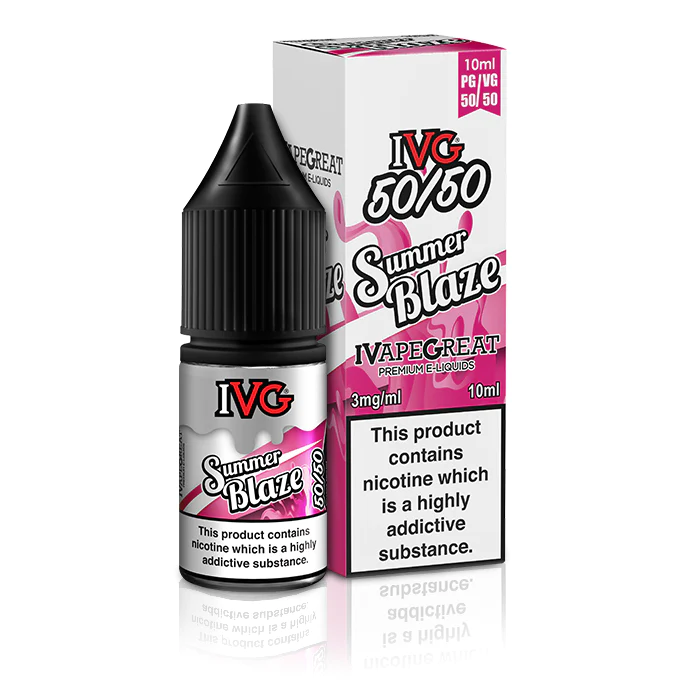 10ml
PG/VG
50/50
IVG
50/50
Summer
Blaze
IVAPEGREAT
PREMIUM E-LIQUIDS
3mg/ml 10ml
This product
contains
nicotine which
is a highly
addictive
substance.
IVG
Summer
Blaze
50/50
This product contains
nicotine which is a highly
addictive substance.